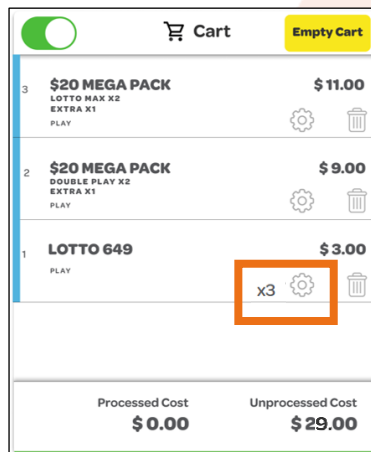 Cart
Empty Cart
3 $20 MEGA PACK $ 11.00
LOTTO MAX X2
EXTRA X1
PLAY
2 $20 MEGA PACK $ 9.00
DOUBLE PLAY X2
EXTRA X1
PLAY
1 LOTTO 649 $ 3.00
PLAY
x3
Processed Cost Unprocessed Cost
$ 0.00 $ 29.00